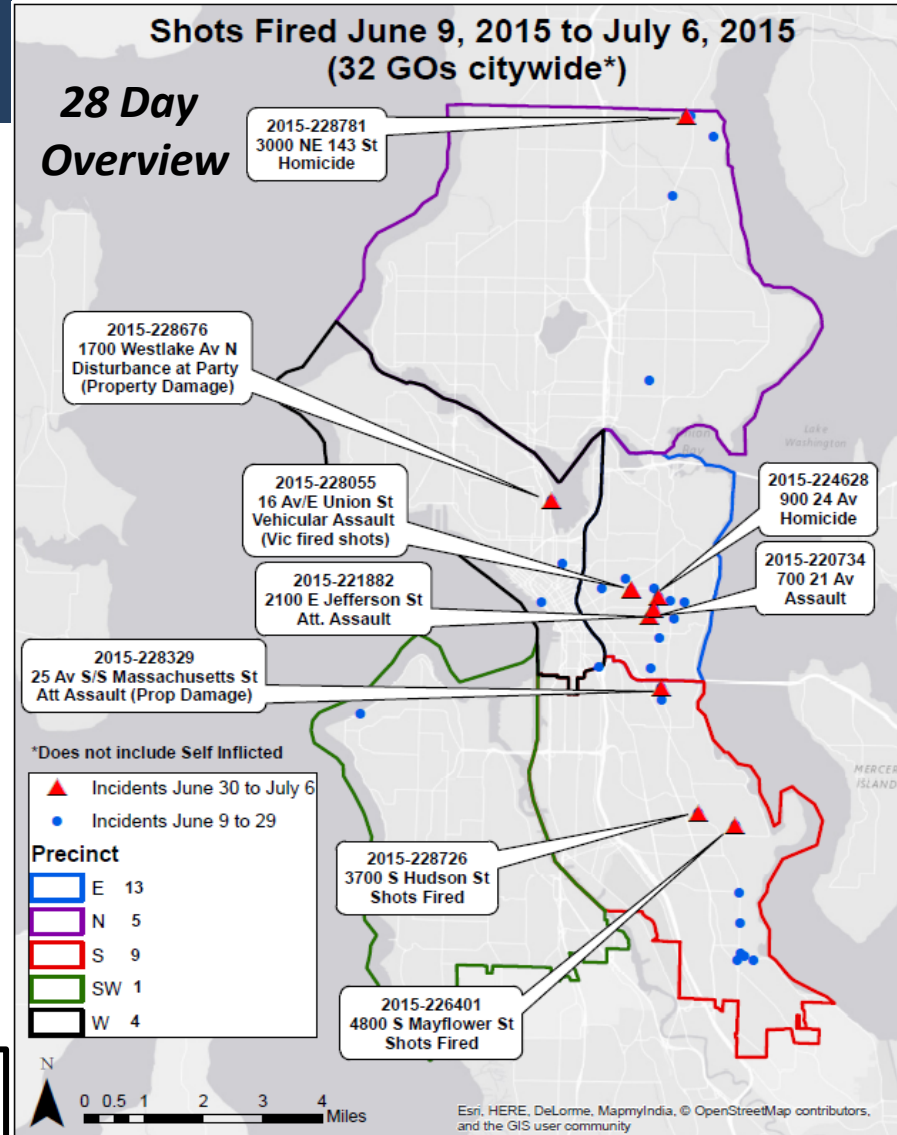 Shots Fired June 9, 2015 to July 6, 2015
(32 GOs citywide*)
28 Day
Overview
2015-228781
3000 NE 143 St
Homicide
2015-228676
1700 Westlake Av N
Disturbance at Party
(Property Damage)
Lake
Washington
2015-228055
16 Av/E Union St
Vehicular Assault
(Vic fired shots)
2015-224628
900 24 Av
Homicide
2015-221882
2100 E Jefferson St
Att. Assault
2015-220734
700 21 Av
Assault
2015-228329
25 Av S/S Massachusetts St
Att Assault (Prop Damage)
*Does not include Self Inflicted
MERCER
ISLAND
Incidents June 30 to July 6
Incidents June 9 to 29
Precinct
E 13
N 5
S 9
SW 1
W 4
2015-228726
3700 S Hudson St
Shots Fired
2015-226401
4800 S Mayflower St
Shots Fired
N
0 0.5 1 2 3 4
Miles
Esri, HERE, DeLorme, MapmyIndia, © OpenStreetMap contributors,
and the GIS user community